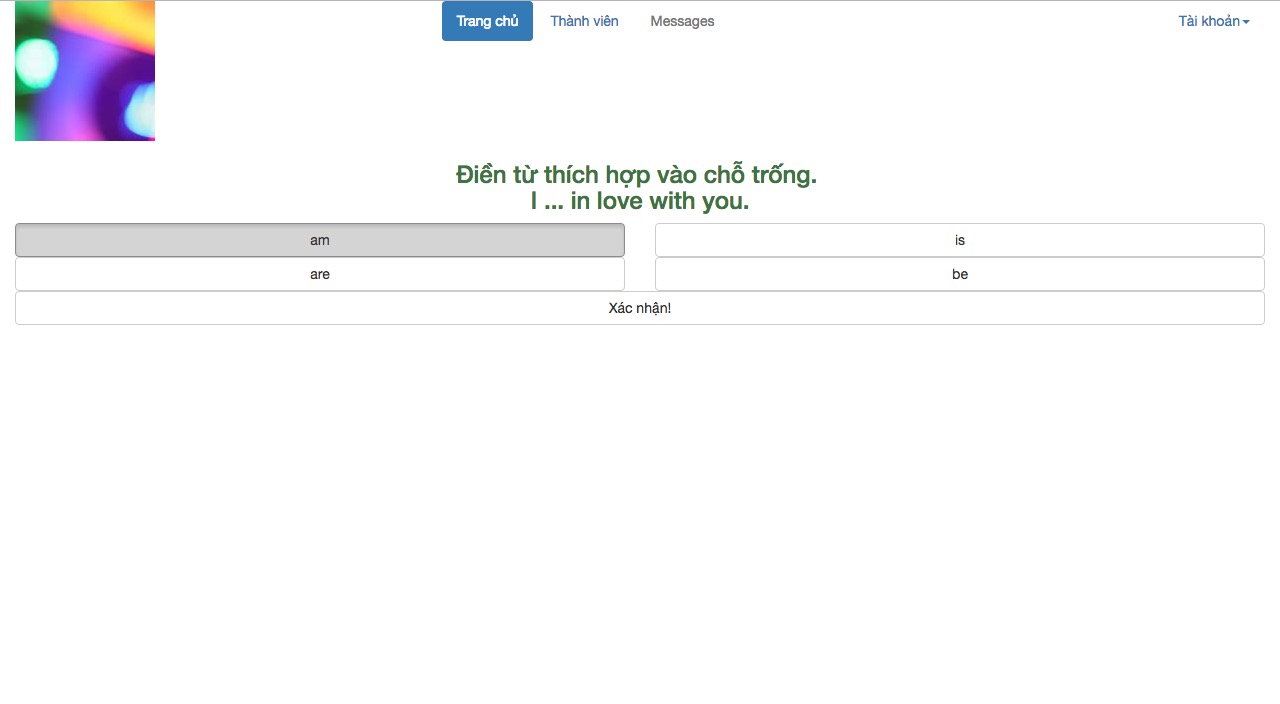 Trang chủ Thành viên Messages Tài khoản
Điền từ thích hợp vào chỗ trống.
I ... in love with you.
am is
are be
Xác nhận!